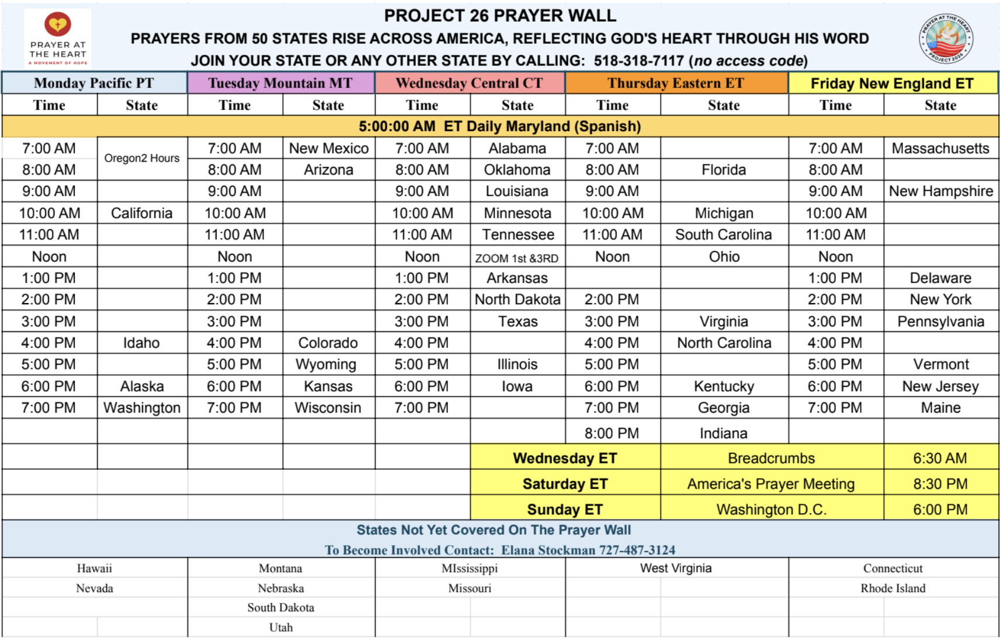 PROJECT 26 PRAYER WALL
PRAYER AT
THE HEART
A MOVEMENT OF HOPE
PRAYERS FROM 50 STATES RISE ACROSS AMERICA, REFLECTING GOD'S HEART THROUGH HIS WORD
JOIN YOUR STATE OR ANY OTHER STATE BY CALLING: 518-318-7117 (no access code)
PRAYER AT THE HEART
PROJECT 2026
Monday Pacific PT Tuesday Mountain MT Wednesday Central CT Thursday Eastern ET Friday New England ET
Time State Time State Time State Time State Time State
5:00:00 AM ET Daily Maryland (Spanish)
7:00 AM Oregon2 Hours 7:00 AM New Mexico 7:00 AM Alabama 7:00 AM 7:00 AM Massachusetts
8:00 AM 8:00 AM Arizona 8:00 AM Oklahoma 8:00 AM Florida 8:00 AM
9:00 AM 9:00 AM 9:00 AM Louisiana 9:00 AM 9:00 AM New Hampshire
10:00 AM California 10:00 AM 10:00 AM Minnesota 10:00 AM Michigan 10:00 AM
11:00 AM 11:00 AM 11:00 AM Tennessee 11:00 AM South Carolina 11:00 AM
Noon Noon Noon ZOOM 1st &3RD Noon Ohio Noon
1:00 PM 1:00 PM 1:00 PM Arkansas 1:00 PM Delaware
2:00 PM 2:00 PM 2:00 PM North Dakota 2:00 PM 2:00 PM New York
3:00 PM 3:00 PM 3:00 PM Texas 3:00 PM Virginia 3:00 PM Pennsylvania
4:00 PM Idaho 4:00 PM Colorado 4:00 PM 4:00 PM North Carolina 4:00 PM
5:00 PM 5:00 PM Wyoming 5:00 PM Illinois 5:00 PM 5:00 PM Vermont
6:00 PM Alaska 6:00 PM Kansas 6:00 PM Iowa 6:00 PM Kentucky 6:00 PM New Jersey
7:00 PM Washington 7:00 PM Wisconsin 7:00 PM 7:00 PM Georgia 7:00 PM Maine
8:00 PM Indiana
Wednesday ET Breadcrumbs 6:30 AM
Saturday ET America's Prayer Meeting 8:30 PM
Sunday ET Washington D.C. 6:00 PM
States Not Yet Covered On The Prayer Wall
To Become Involved Contact: Elana Stockman 727-487-3124
Hawaii Montana MIssissippi West Virginia Connecticut
Nevada Nebraska Missouri Rhode Island
South Dakota
Utah